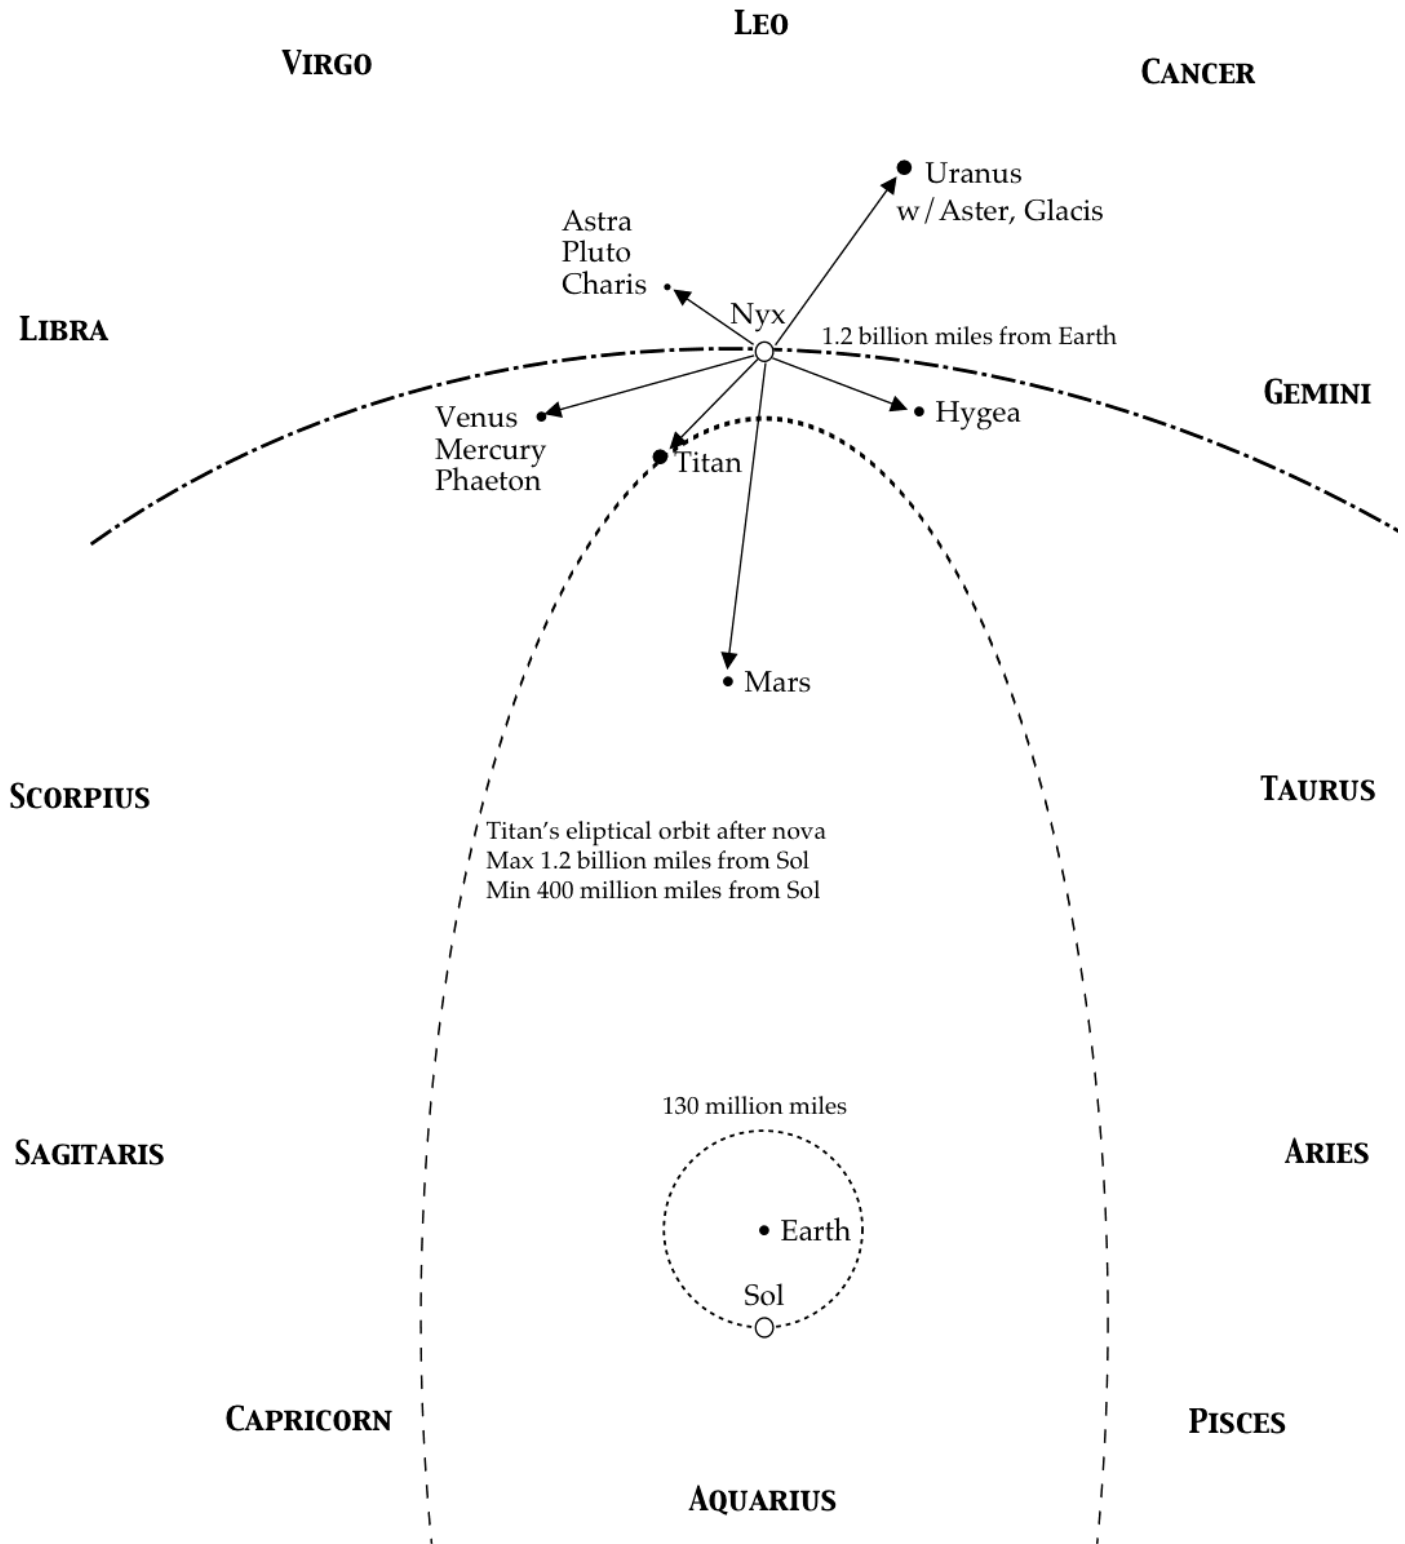 LEO
VIRGO
CANCER
Uranus
w/Aster, Glacis
Astra
Pluto
Charis
Nyx
LIBRA
1.2 billion miles from Earth
GEMINI
Venus
Mercury
Phaeton
Hygea
Titan
Mars
SCORPIUS
TAURUS
Titan's eliptical orbit after nova
Max 1.2 billion miles from Sol
Min 400 million miles from Sol
130 million miles
SAGITARIS
ARIES
Earth
Sol
CAPRICORN
PISCES
AQUARIUS